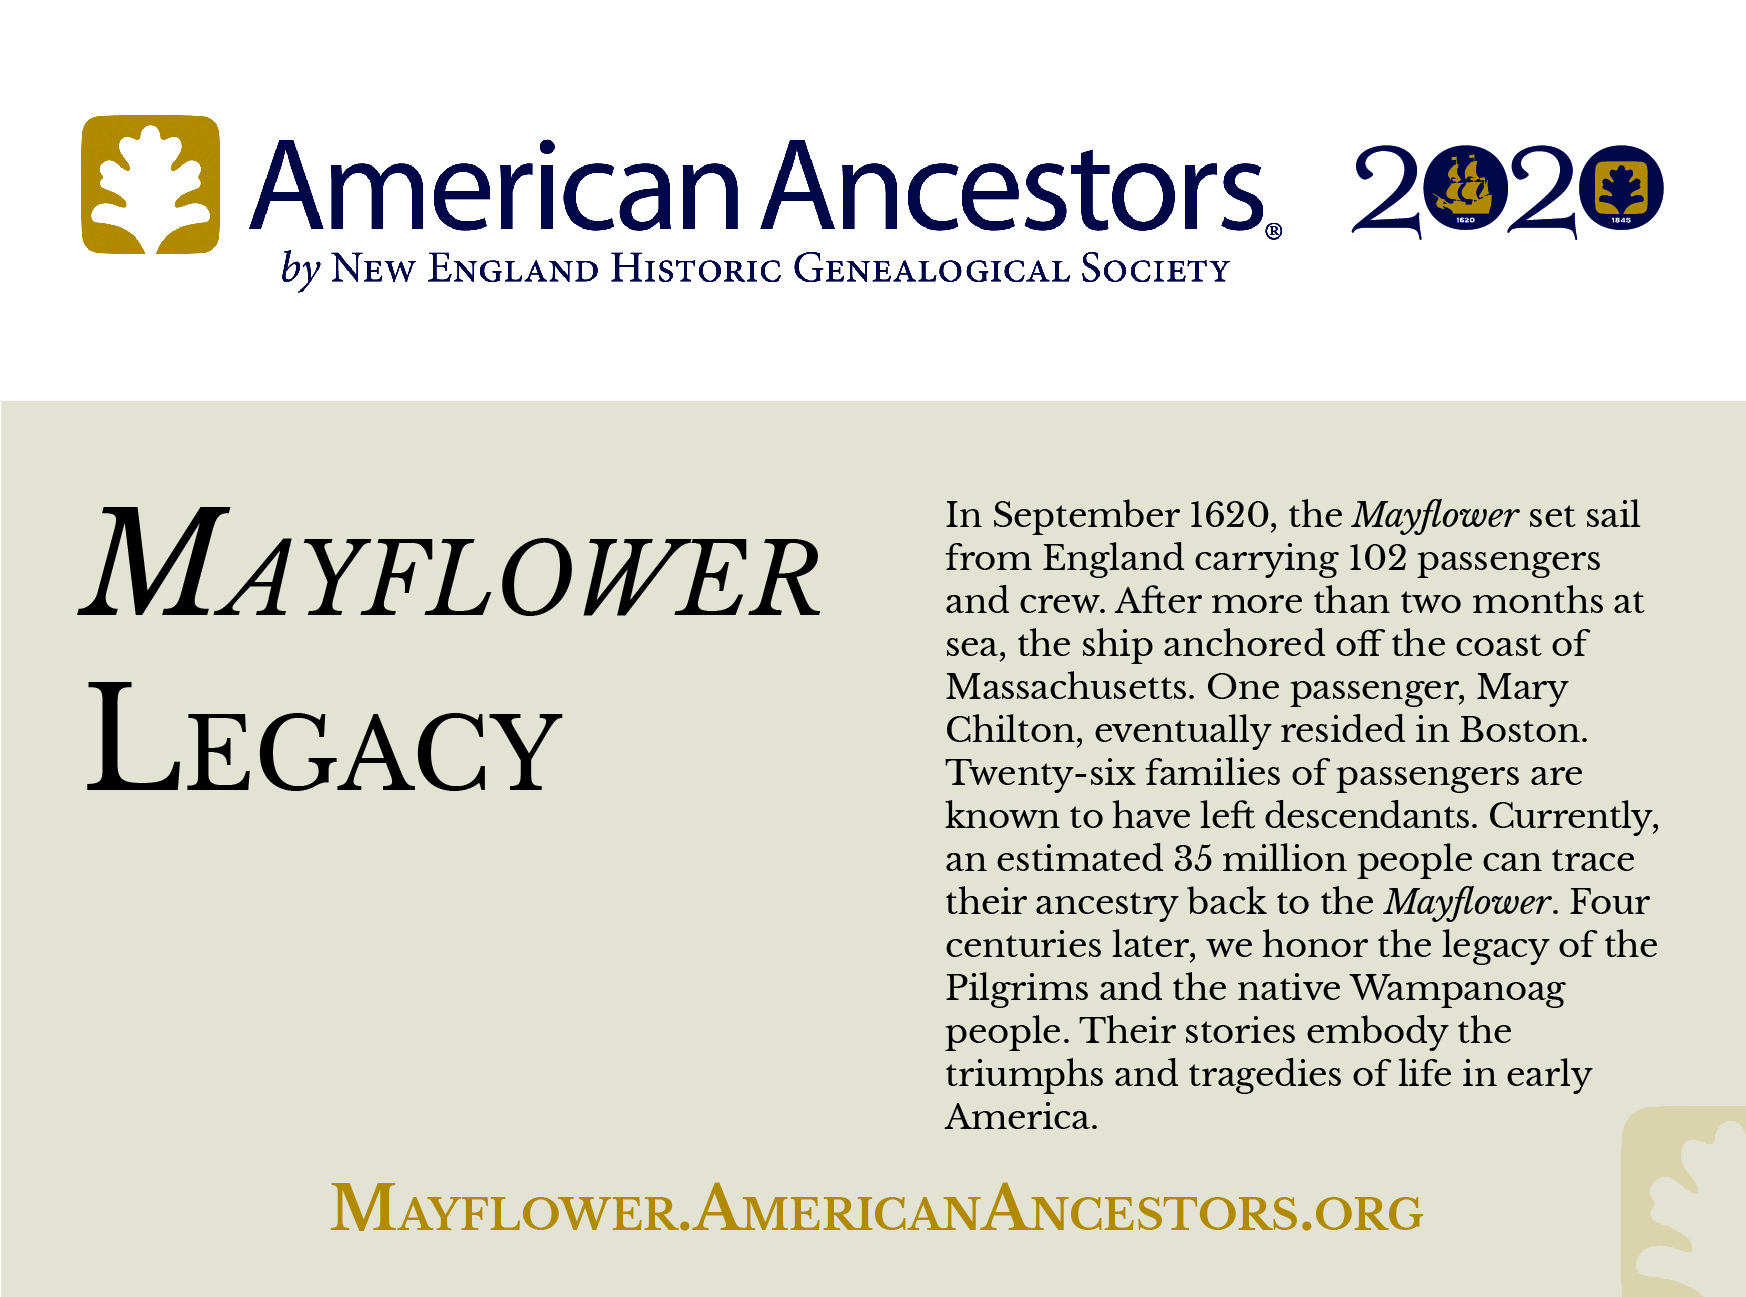 American Ancestors®
by New England Historic Genealogical Society
2020
1620
1845
Mayflower
Legacy
In September 1620, the Mayflower set sail
from England carrying 102 passengers
and crew. After more than two months at
sea, the ship anchored off the coast of
Massachusetts. One passenger, Mary
Chilton, eventually resided in Boston.
Twenty-six families of passengers are
known to have left descendants. Currently,
an estimated 35 million people can trace
their ancestry back to the Mayflower. Four
centuries later, we honor the legacy of the
Pilgrims and the native Wampanoag
people. Their stories embody the
triumphs and tragedies of life in early
America.
Mayflower.AmericanAncestors.org